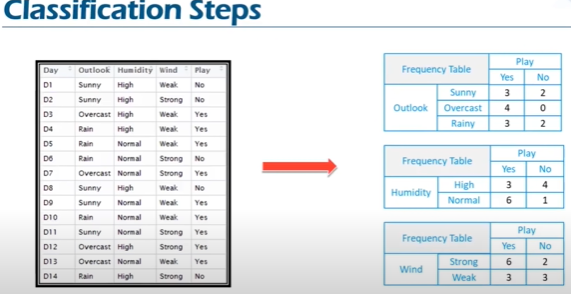 Classification Steps
Day Outlook Humidity Wind Play
D1 Sunny High Weak No
D2 Sunny High Strong No
D3 Overcast High Weak Yes
D4 Rain High Weak Yes
D5 Rain Normal Weak Yes
D6 Rain Normal Strong No
D7 Overcast Normal Strong Yes
D8 Sunny High Weak No
D9 Sunny Normal Weak Yes
D10 Rain Normal Weak Yes
D11 Sunny Normal Strong Yes
D12 Overcast High Strong Yes
D13 Overcast Normal Weak Yes
D14 Rain High Strong No
Frequency Table Play
Yes No
Sunny 3 2
Outlook Overcast 4 0
Rainy 3 2
Frequency Table Play
Yes No
Humidity High 3 4
Normal 6 1
Frequency Table Play
Yes No
Wind Strong 6 2
Weak 3 3